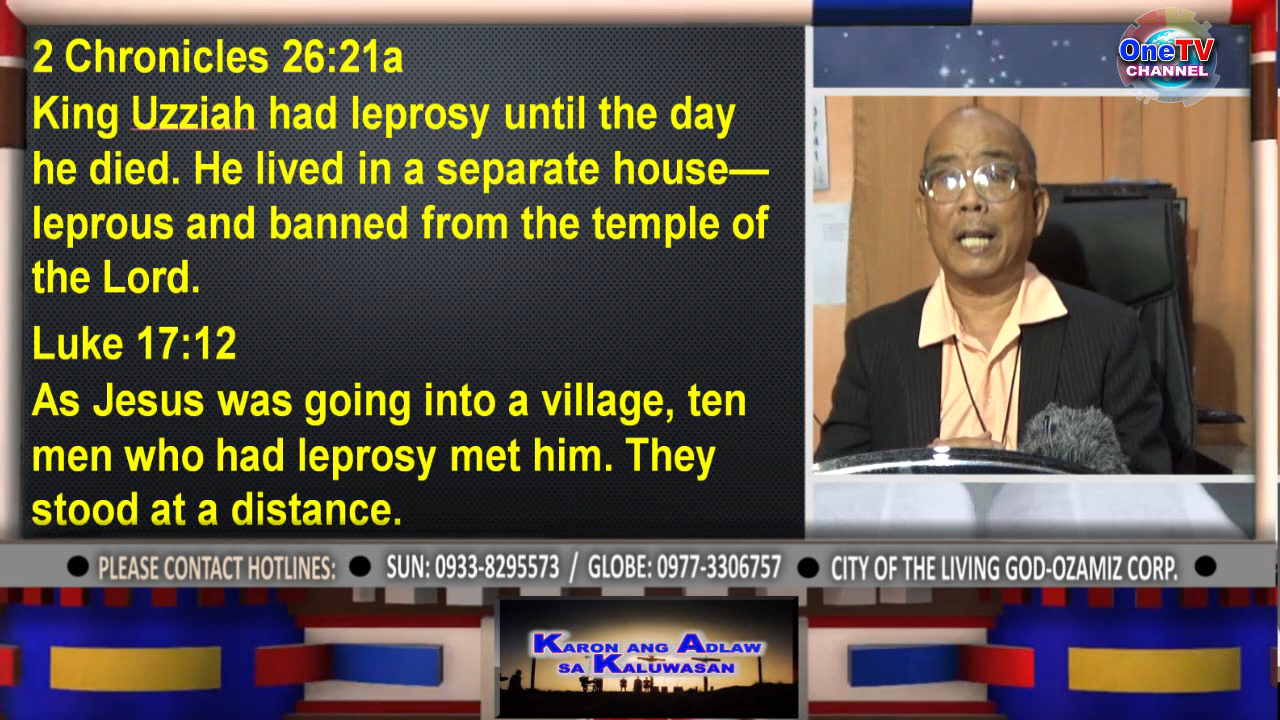 2 Chronicles 26:21a
King Uzziah had leprosy until the day
he died. He lived in a separate house—
leprous and banned from the temple of
the Lord.
Luke 17:12
As Jesus was going into a village, ten
men who had leprosy met him. They
stood at a distance.
OneTV
CHANNEL
● PLEASE CONTACT HOTLINES: ● SUN: 0933-8295573 / GLOBE: 0977-3306757 ● CITY OF THE LIVING GOD-OZAMIZ CORP. ●
KARON ANG ADLAW
SA KALUWASAN